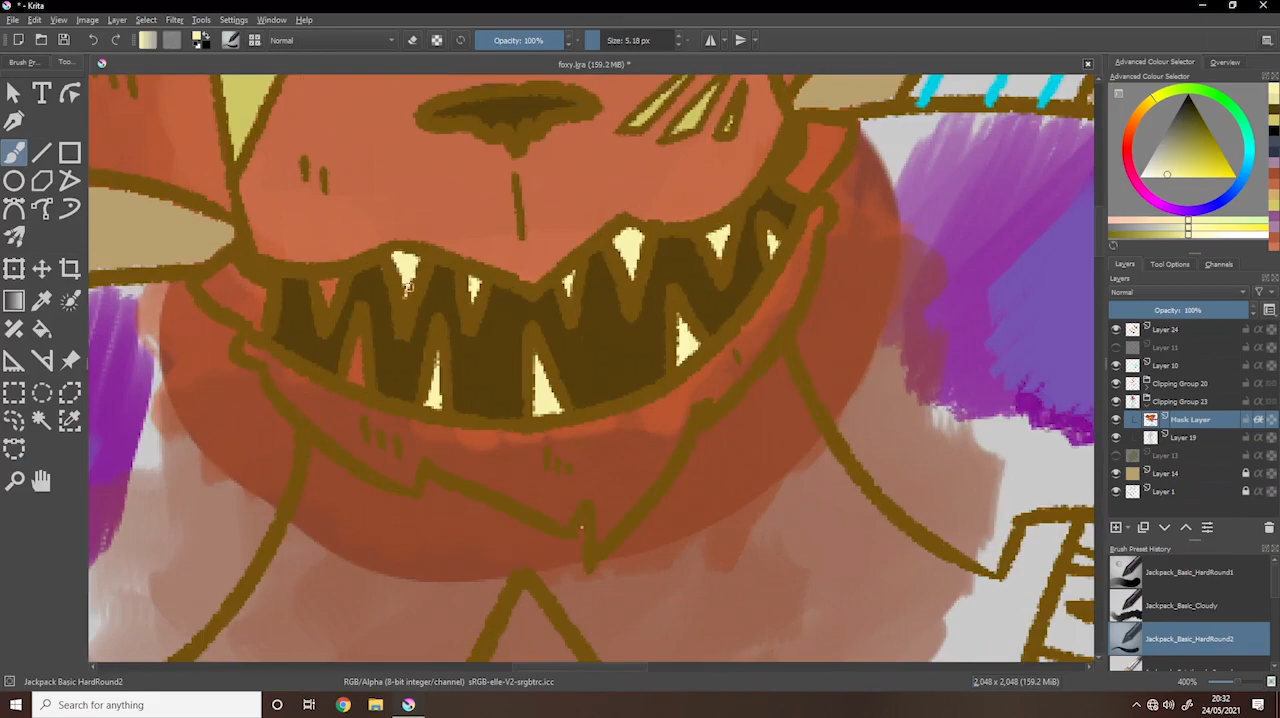 * - Krita
File Edit View Image Layer Select Filter Tools Settings Window Help
Normal Opacity: 100% Size: 5.18 px
Brush Pr... Too... foxy.jpg (159.2 MiB) * Advanced Colour Selector Overview
Advanced Colour Selector
Layers Tool Options Channels
Layers
Normal
Opacity: 100%
Layer 24
Layer 11
Layer 10
Clipping Group 20
Clipping Group 23
Mask Layer
Layer 19
Layer 13
Layer 14
Layer 1
Brush Preset History
Jackpack_Basic_HardRound1
Jackpack_Basic_Cloudy
Jackpack_Basic_HardRound2
Jackpack Basic HardRound2 RGB/Alpha (8-bit integer/channel) sRGB-elle-V2-srgbtrc.icc 2,048 x 2,048 (159.2 MiB) 400%
Search for anything
20:32
24/05/2021